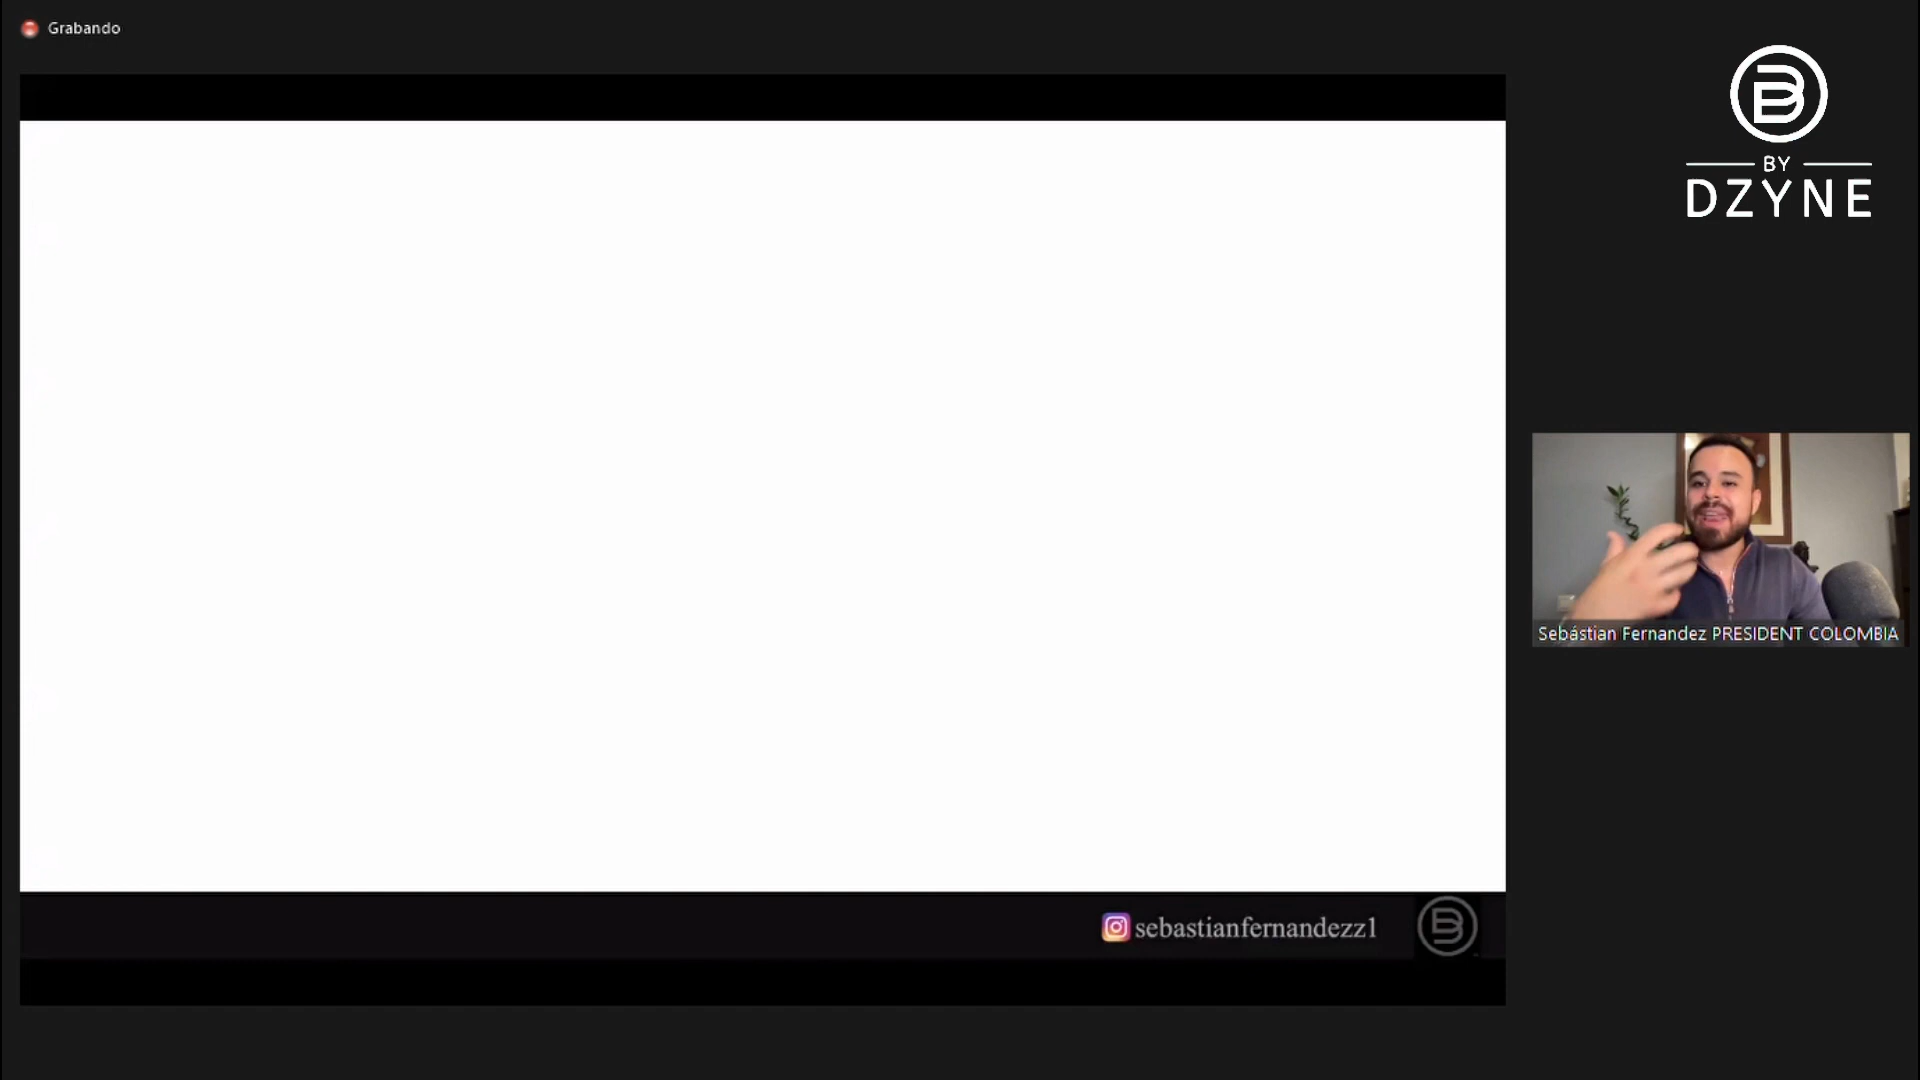 Grabando
BY
DZYNE
Sebástian Fernandez PRESIDENT COLOMBIA
sebastianfernandezz1